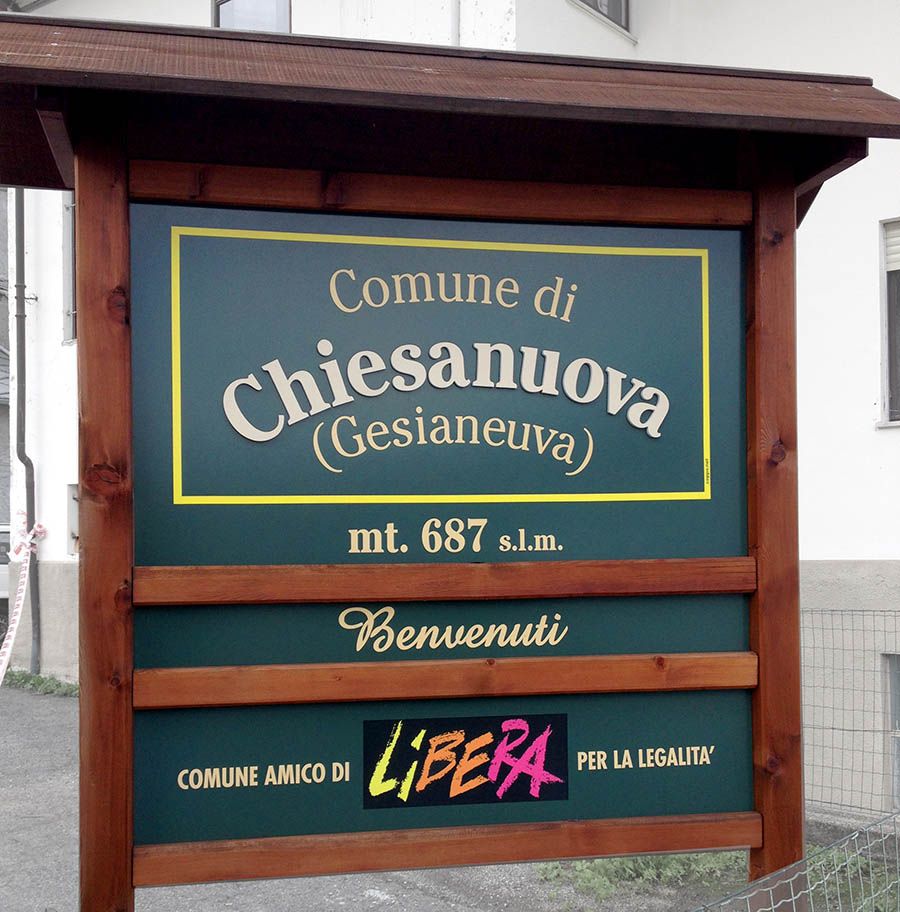 Comune di
Chiesanuova
(Gesianeuva)
mt. 687 s.l.m.
Benvenuti
COMUNE AMICO DI LiBERA PER LA LEGALITA'